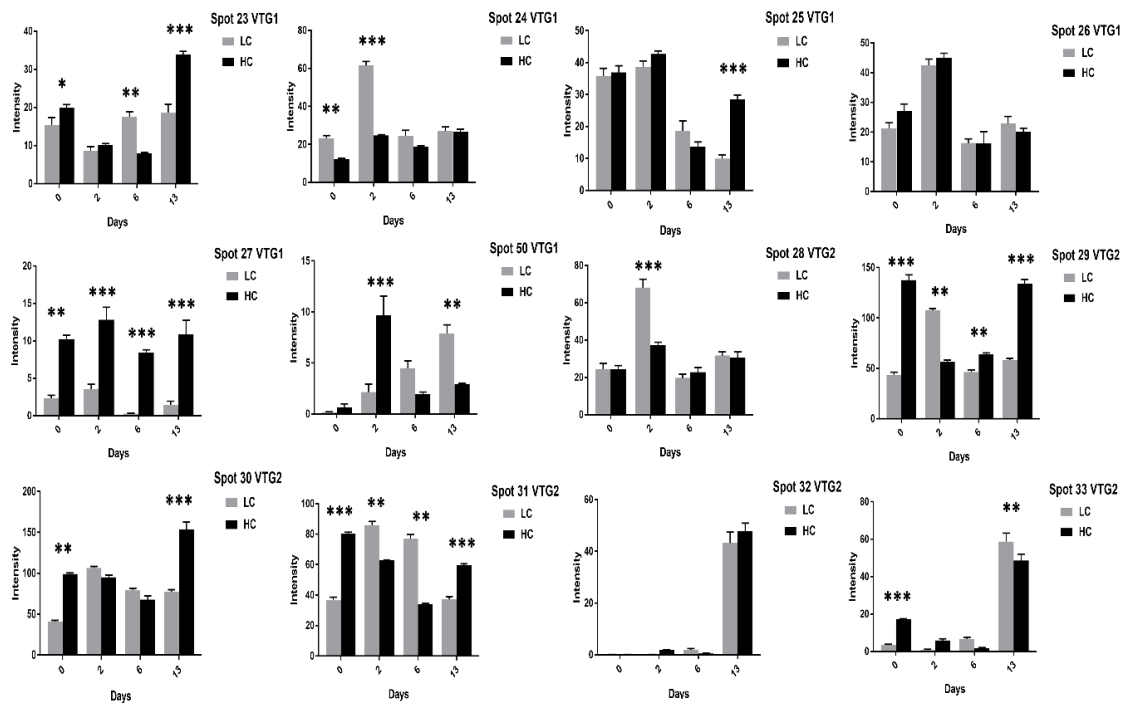 Spot 23 VTG1
LC
HC
Intensity
40
30
20
10
0
*
**
***
0
2
6
13
Days
Spot 24 VTG1
LC
HC
Intensity
80
60
40
20
0
**
***
0
2
6
13
Days
Spot 25 VTG1
LC
HC
Intensity
50
40
30
20
10
0
***
0
2
6
13
Days
Spot 26 VTG1
LC
HC
Intensity
60
50
40
30
20
10
0
0
2
6
13
Days
Spot 27 VTG1
LC
HC
Intensity
20
15
10
5
0
**
***
***
***
0
2
6
13
Days
Spot 50 VTG1
LC
HC
Intensity
15
10
5
0
***
**
0
2
6
13
Days
Spot 28 VTG2
LC
HC
Intensity
80
60
40
20
0
***
0
2
6
13
Days
Spot 29 VTG2
LC
HC
Intensity
150
100
50
0
***
**
**
***
0
2
6
13
Days
Spot 30 VTG2
LC
HC
Intensity
200
150
100
50
0
**
***
0
2
6
13
Days
Spot 31 VTG2
LC
HC
Intensity
100
80
60
40
20
0
***
**
**
***
0
2
6
13
Days
Spot 32 VTG2
LC
HC
Intensity
60
40
20
0
0
2
6
13
Days
Spot 33 VTG2
LC
HC
Intensity
80
60
40
20
0
***
**
0
2
6
13
Days